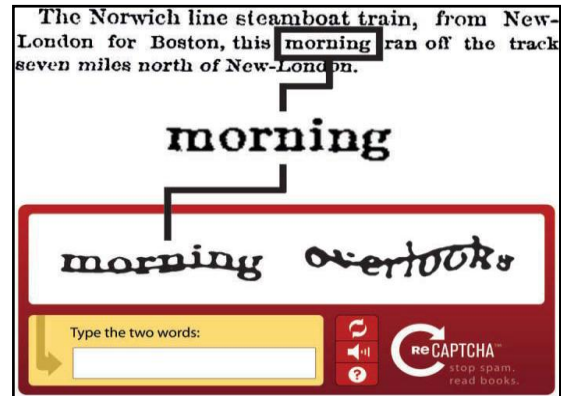 The Norwich line steamboat train, from New-
London for Boston, this morning ran off the track
seven miles north of New-London.
morning
morning overlooks
Type the two words:
?
reCAPTCHA™
stop spam.
read books.